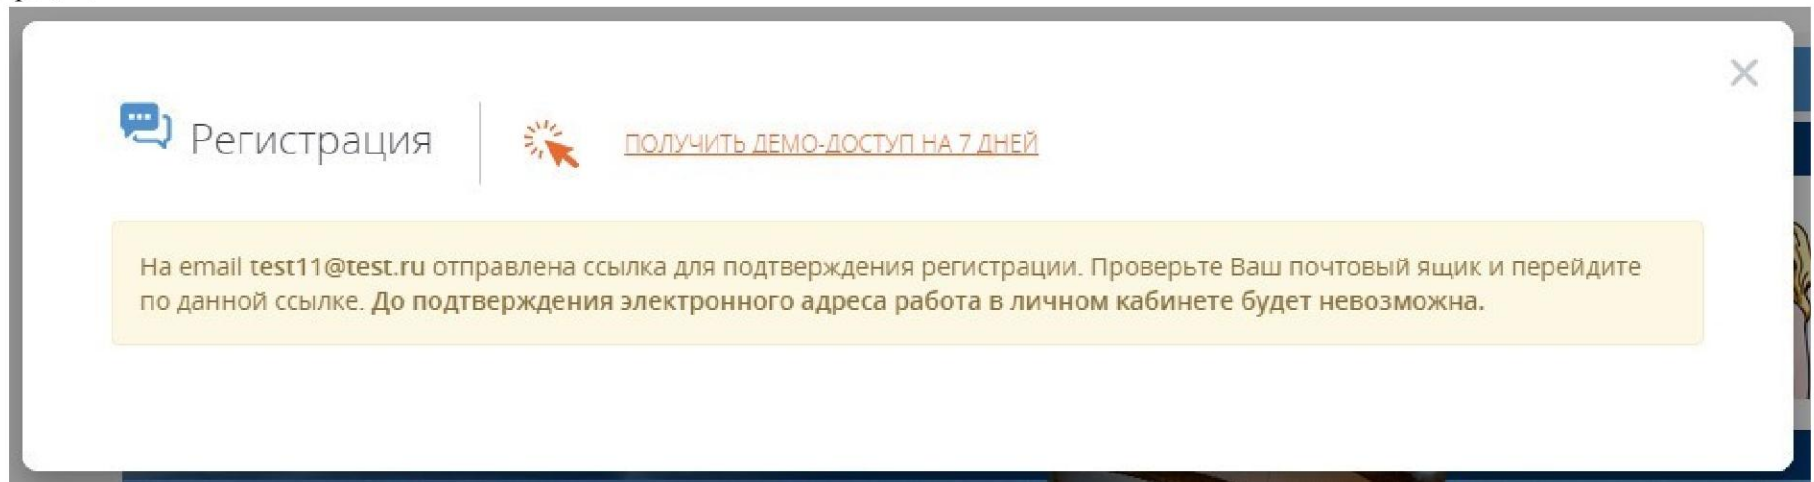 Регистрация
ПОЛУЧИТЬ ДЕМО-ДОСТУП НА 7 ДНЕЙ
На email test11@test.ru отправлена ссылка для подтверждения регистрации. Проверьте Ваш почтовый ящик и перейдите
по данной ссылке. До подтверждения электронного адреса работа в личном кабинете будет невозможна.